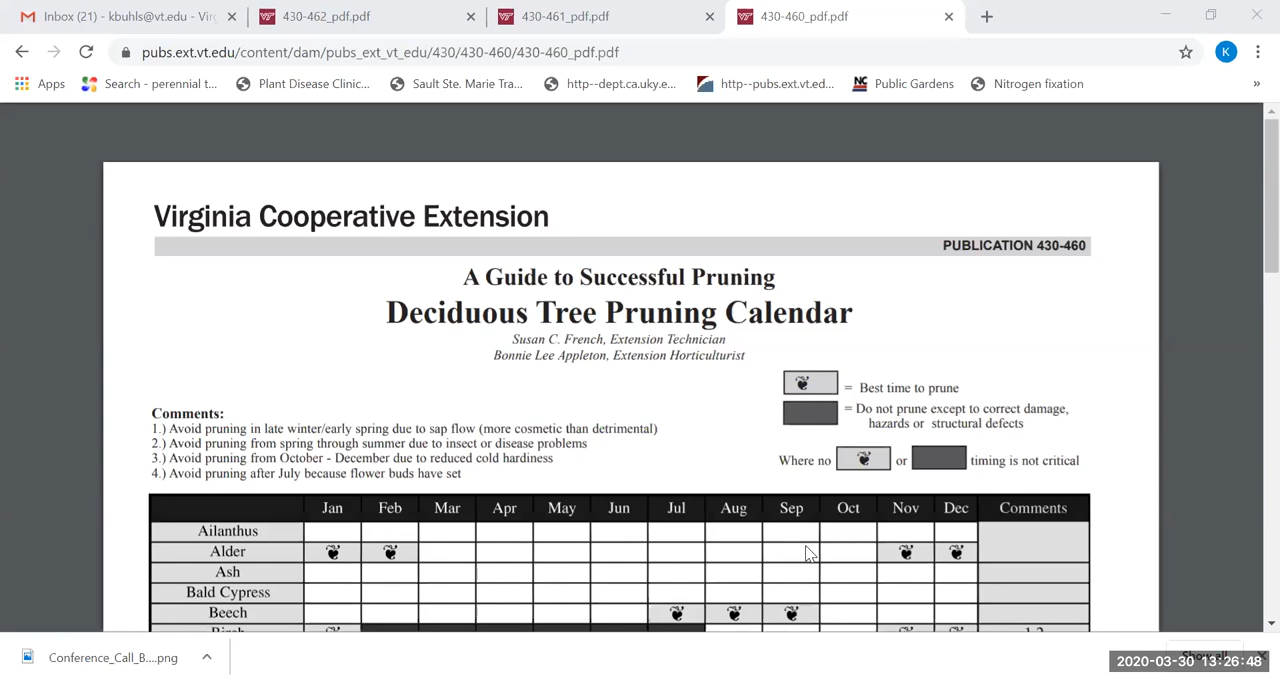 Inbox (21) - kbuhls@vt.edu - Virg
430-462_pdf.pdf
430-461_pdf.pdf
430-460_pdf.pdf
pubs.ext.vt.edu/content/dam/pubs_ext_vt_edu/430/430-460/430-460_pdf.pdf
K
Apps
Search - perennial t...
Plant Disease Clinic...
Sault Ste. Marie Tra...
http--dept.ca.uky.e...
http--pubs.ext.vt.ed...
NC Public Gardens
Nitrogen fixation
»
Virginia Cooperative Extension
PUBLICATION 430-460
A Guide to Successful Pruning
Deciduous Tree Pruning Calendar
Susan C. French, Extension Technician
Bonnie Lee Appleton, Extension Horticulturist
= Best time to prune
= Do not prune except to correct damage,
hazards or structural defects
Where no or timing is not critical
Comments:
1.) Avoid pruning in late winter/early spring due to sap flow (more cosmetic than detrimental)
2.) Avoid pruning from spring through summer due to insect or disease problems
3.) Avoid pruning from October - December due to reduced cold hardiness
4.) Avoid pruning after July because flower buds have set
Jan Feb Mar Apr May Jun Jul Aug Sep Oct Nov Dec Comments
Ailanthus
Alder
Ash
Bald Cypress
Beech
Birch 1,2
Conference_Call_B....png
Show all
2020-03-30 13:26:48